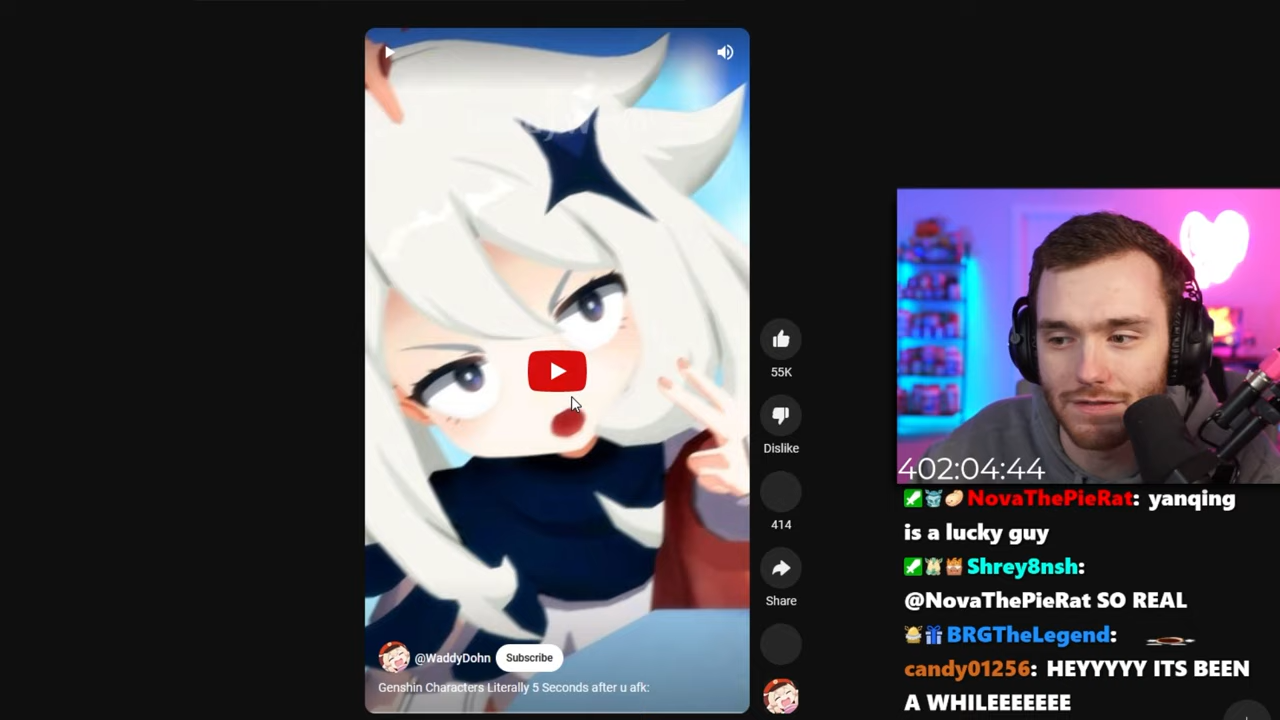 55K
Dislike
414
Share
@WaddyDohn
Subscribe
Genshin Characters Literally 5 Seconds after u afk:
402:04:44
NovaThePieRat: yanqing
is a lucky guy
Shrey8nsh:
@NovaThePieRat SO REAL
BRGTheLegend:
candy01256: HEYYYYY ITS BEEN
A WHILEEEEEEE